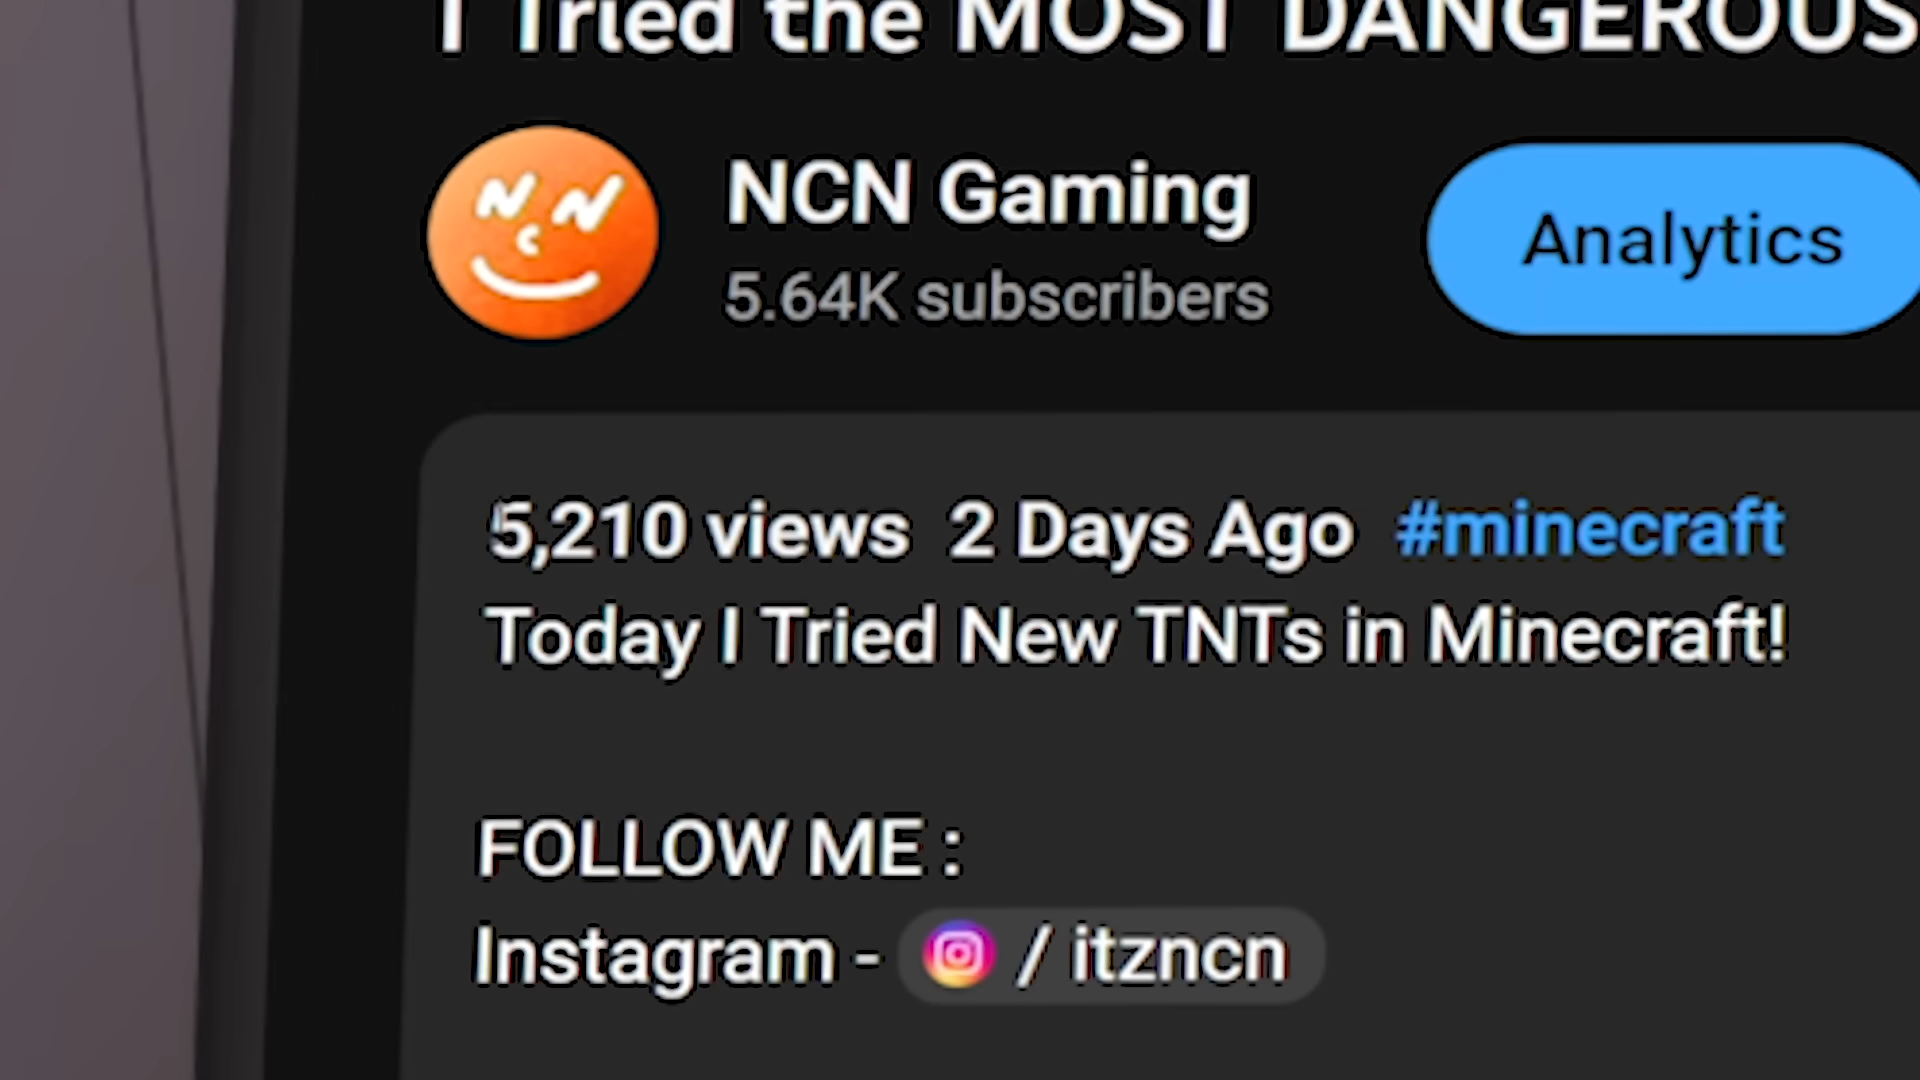 I Tried the MOST DANGEROUS
NCN Gaming
5.64K subscribers
Analytics
5,210 views 2 Days Ago #minecraft
Today I Tried New TNTs in Minecraft!
FOLLOW ME :
Instagram - / itzncn